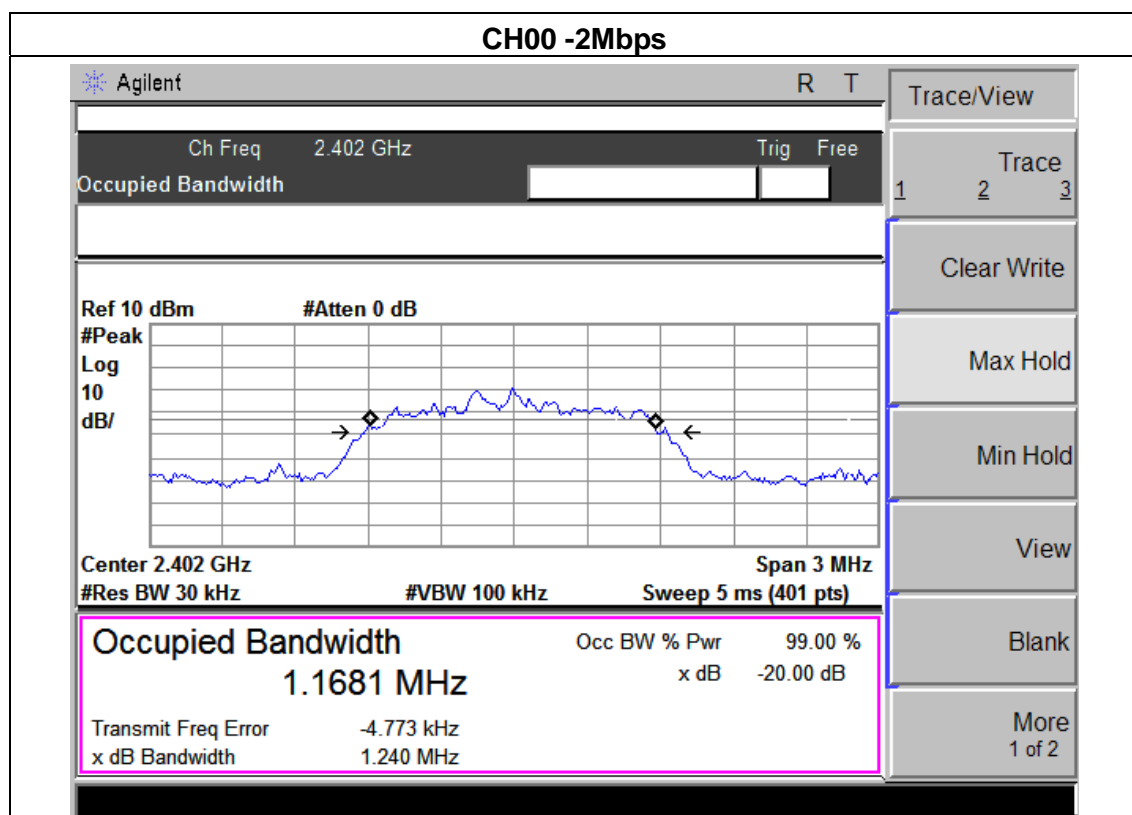 CH00 -2Mbps
Agilent R T
Trace/View
Ch Freq 2.402 GHz Trig Free
Occupied Bandwidth
Trace
1 2 3
Clear Write
Max Hold
Min Hold
View
Blank
More
1 of 2
Ref 10 dBm #Atten 0 dB
#Peak
Log
10
dB/
Center 2.402 GHz Span 3 MHz
#Res BW 30 kHz #VBW 100 kHz Sweep 5 ms (401 pts)
Occupied Bandwidth Occ BW % Pwr 99.00 %
1.1681 MHz x dB -20.00 dB
Transmit Freq Error -4.773 kHz
x dB Bandwidth 1.240 MHz